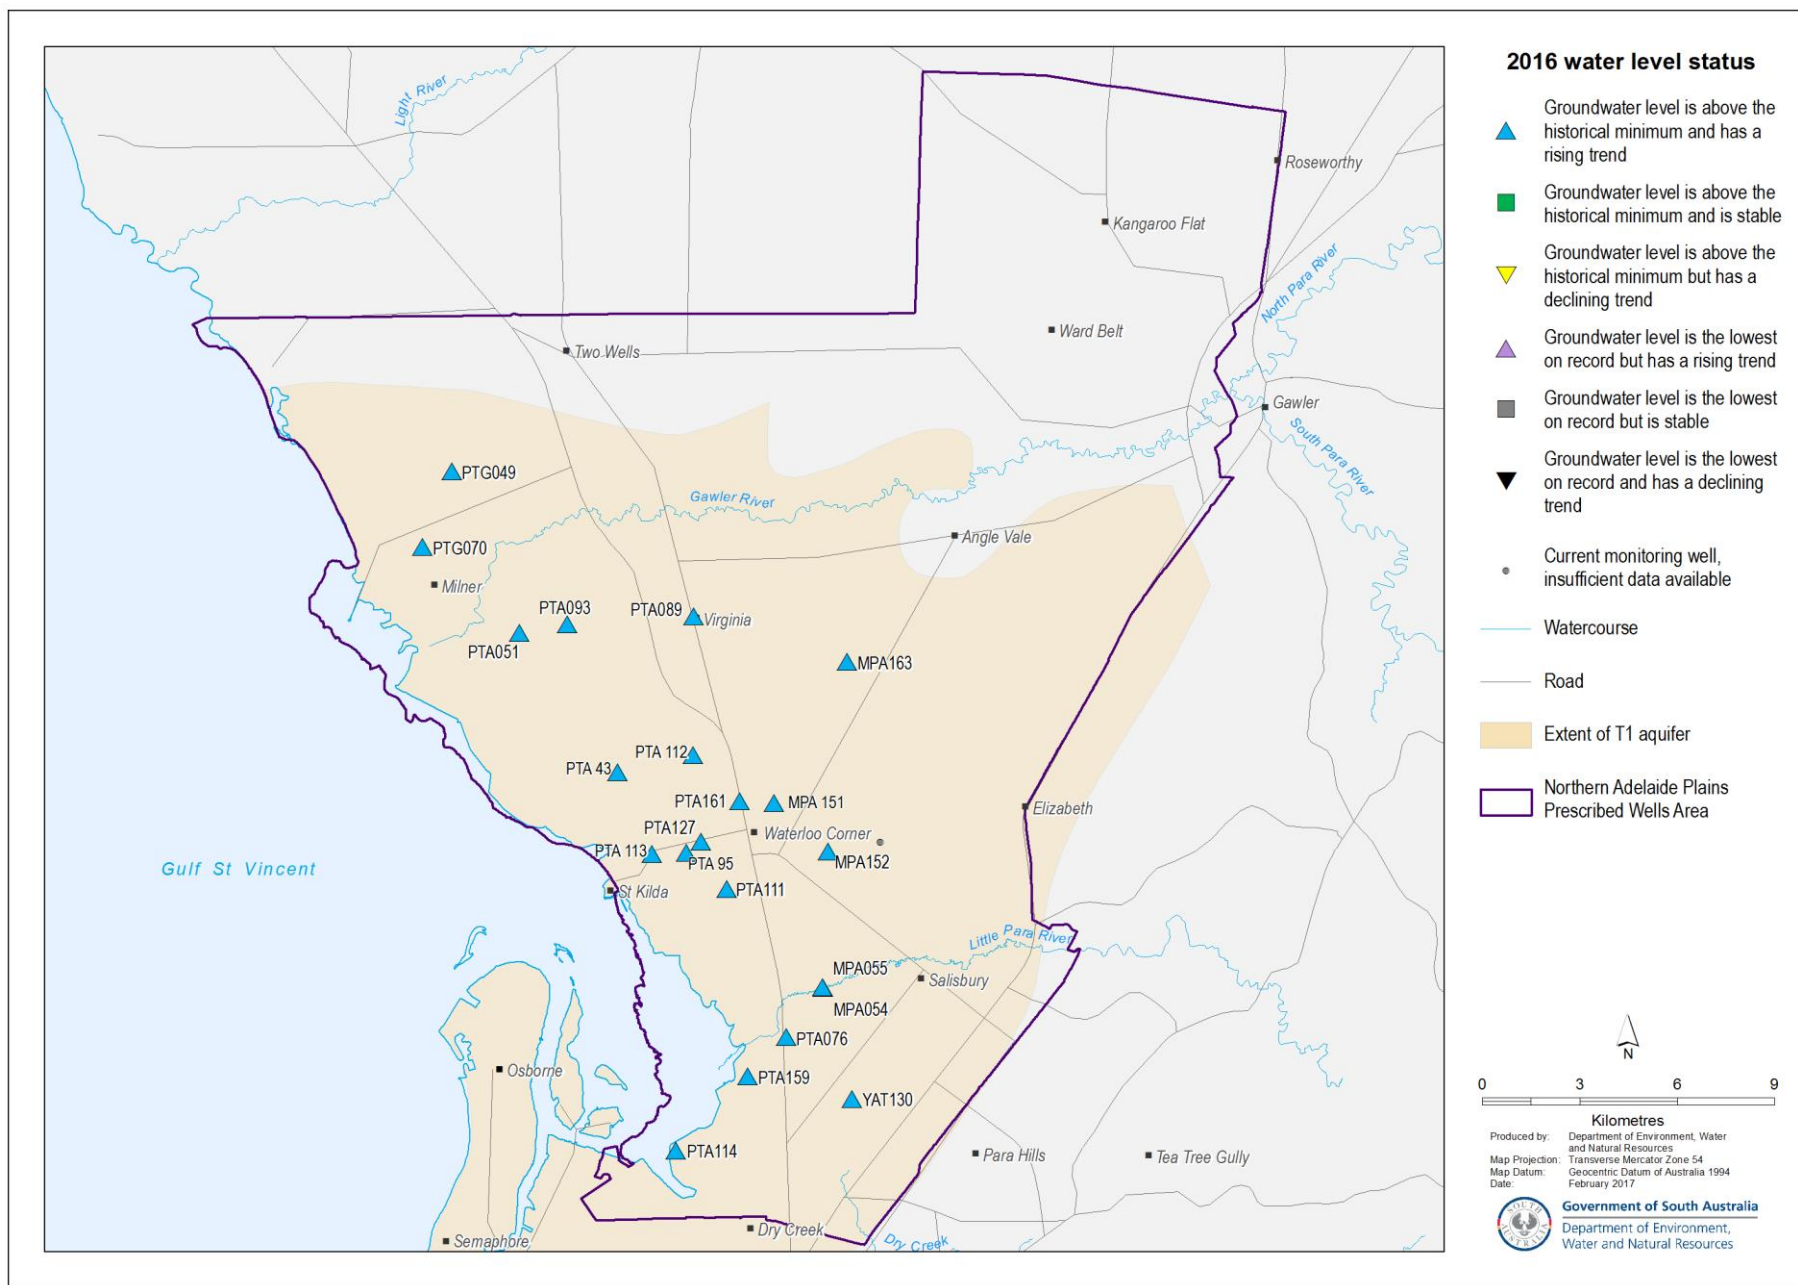 Light River
Roseworthy
Kangaroo Flat
North Para River
Ward Belt
Two Wells
Gawler
South Para River
PTG049
Gawler River
Angle Vale
PTG070
Milner
PTA093
PTA089
Virginia
PTA051
MPA163
PTA 112
PTA 43
PTA161
MPA 151
Elizabeth
PTA127
Waterloo Corner
PTA 113
PTA 95
MPA152
Gulf St Vincent
St Kilda
PTA111
Little Para River
MPA055
Salisbury
MPA054
PTA076
Osborne
PTA159
YAT130
PTA114
Para Hills
Tea Tree Gully
Dry Creek
Semaphore
Dry Creek
2016 water level status
Groundwater level is above the
historical minimum and has a
rising trend
Groundwater level is above the
historical minimum and is stable
Groundwater level is above the
historical minimum but has a
declining trend
Groundwater level is the lowest
on record but has a rising trend
Groundwater level is the lowest
on record but is stable
Groundwater level is the lowest
on record and has a declining
trend
Current monitoring well,
insufficient data available
Watercourse
Road
Extent of T1 aquifer
Northern Adelaide Plains
Prescribed Wells Area
N
0 3 6 9
Kilometres
Produced by: Department of Environment, Water
and Natural Resources
Map Projection: Transverse Mercator Zone 54
Map Datum: Geocentric Datum of Australia 1994
Date: February 2017
SOUTH AUSTRALIA
Government of South Australia
Department of Environment,
Water and Natural Resources